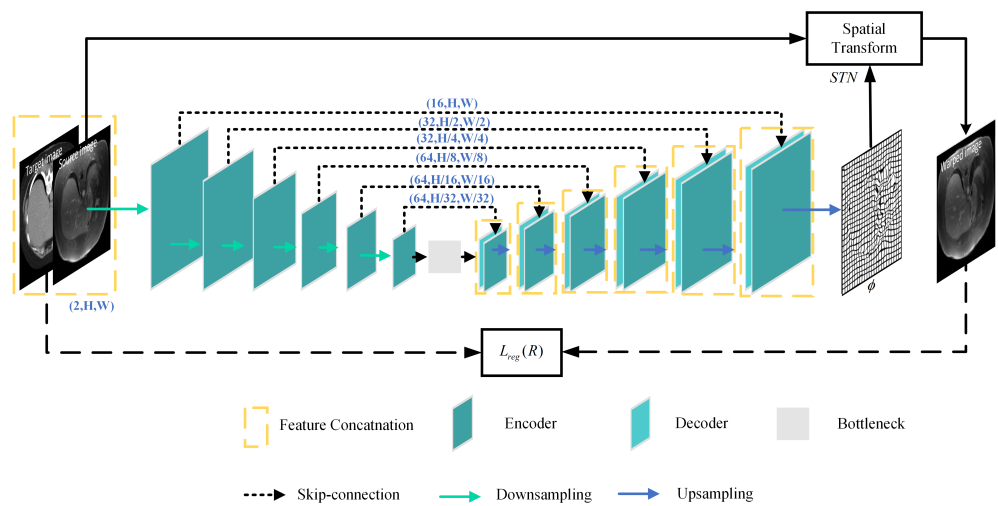 Spatial
Transform
STN
(16,H,W)
(32,H/2,W/2)
(32,H/4,W/4)
(64,H/8,W/8)
(64,H/16,W/16)
(64,H/32,W/32)
Target image
Source image
Warped image
(2,H,W)
ϕ
L_reg (R)
Feature Concatnation
Encoder
Decoder
Bottleneck
Skip-connection
Downsampling
Upsampling